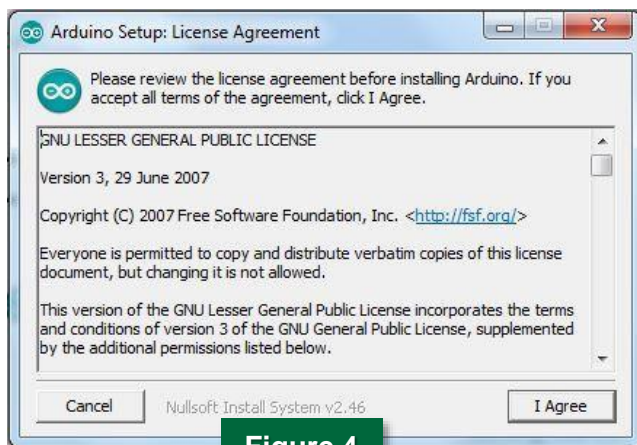 Arduino Setup: License Agreement
Please review the license agreement before installing Arduino. If you
accept all terms of the agreement, click I Agree.
GNU LESSER GENERAL PUBLIC LICENSE
Version 3, 29 June 2007
Copyright (C) 2007 Free Software Foundation, Inc. <http://fsf.org/>
Everyone is permitted to copy and distribute verbatim copies of this license
document, but changing it is not allowed.
This version of the GNU Lesser General Public License incorporates the terms
and conditions of version 3 of the GNU General Public License, supplemented
by the additional permissions listed below.
Cancel
Nullsoft Install System v2.46
I Agree
Figure 4